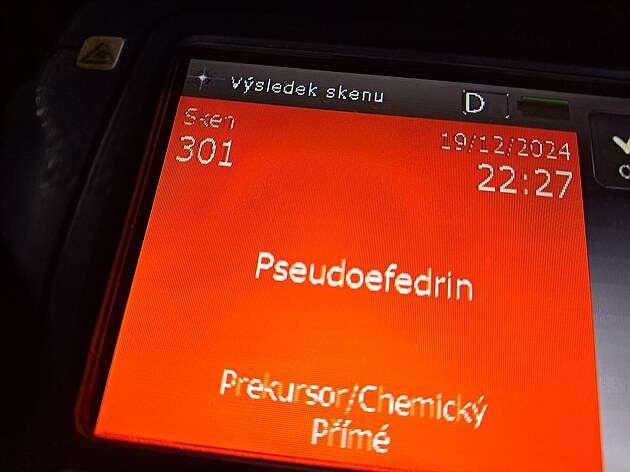 Výsledek skenu D
Sken
301
19/12/2024
22:27
Pseudoefedrin
Prekursor/Chemický
Přímé